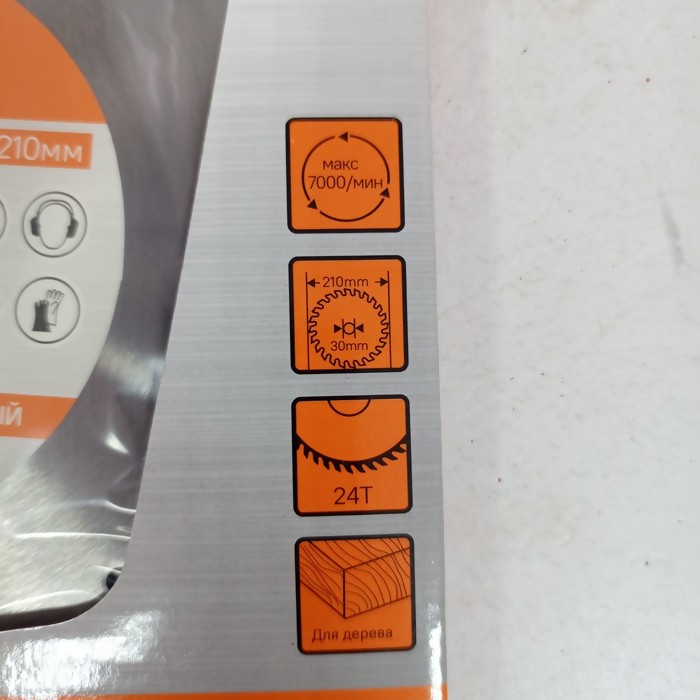 210мм
макс
7000/мин
210mm
30mm
24T
Для дерева